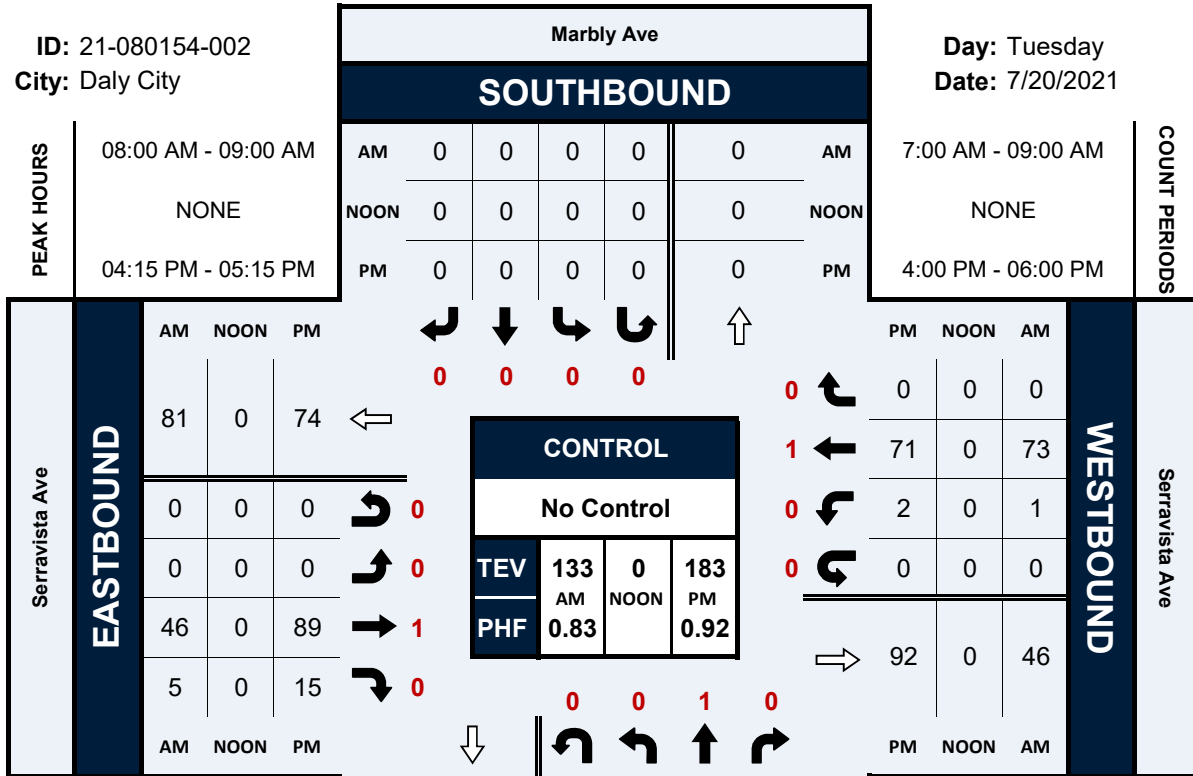 Marbly Ave
ID: 21-080154-002
Day: Tuesday
City: Daly City
Date: 7/20/2021
SOUTHBOUND
PEAK HOURS
08:00 AM - 09:00 AM
AM 0 0 0 0 0 AM
7:00 AM - 09:00 AM
COUNT PERIODS
NONE
NOON 0 0 0 0 0 NOON
NONE
04:15 PM - 05:15 PM
PM 0 0 0 0 0 PM
4:00 PM - 06:00 PM
Serravista Ave
EASTBOUND
AM NOON PM
81 0 74
0 0 0 0
0 0 0 0
46 0 89 1
5 0 15 0
AM NOON PM
0 0 0 0
CONTROL
No Control
TEV 133 0 183
AM NOON PM
PHF 0.83 0.92
0 0 1 0
PM NOON AM
0 0 0 0
1 71 0 73
0 2 0 1
0 0 0 0
92 0 46
PM NOON AM
WESTBOUND
Serravista Ave